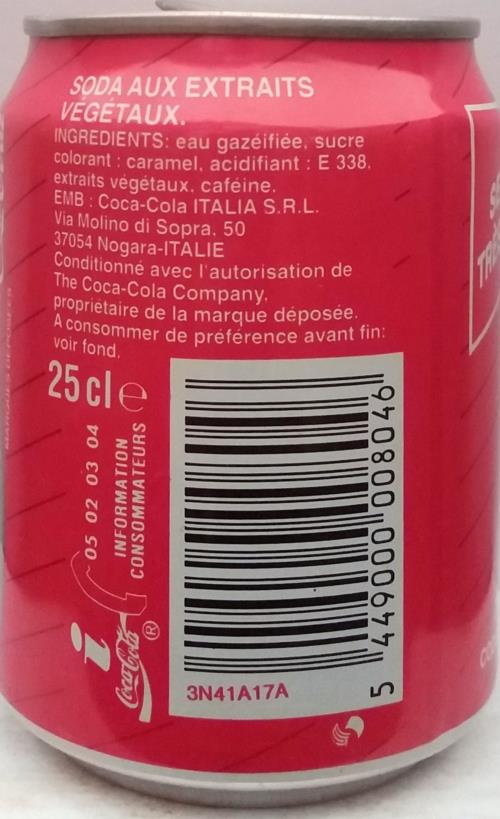 SODA AUX EXTRAITS
VÉGÉTAUX.
INGREDIENTS: eau gazéifiée, sucre
colorant : caramel, acidifiant : E 338,
extraits végétaux, caféine.
EMB : Coca-Cola ITALIA S.R.L.
Via Molino di Sopra, 50
37054 Nogara-ITALIE
Conditionné avec l'autorisation de
The Coca-Cola Company,
propriétaire de la marque déposée.
A consommer de préférence avant fin:
voir fond.
25 cl e
05 02 03 04
INFORMATION
CONSOMMATEURS
i
Coca-Cola ®
5 449000 008046
3N41A17A
MARQUES DEPOSEES